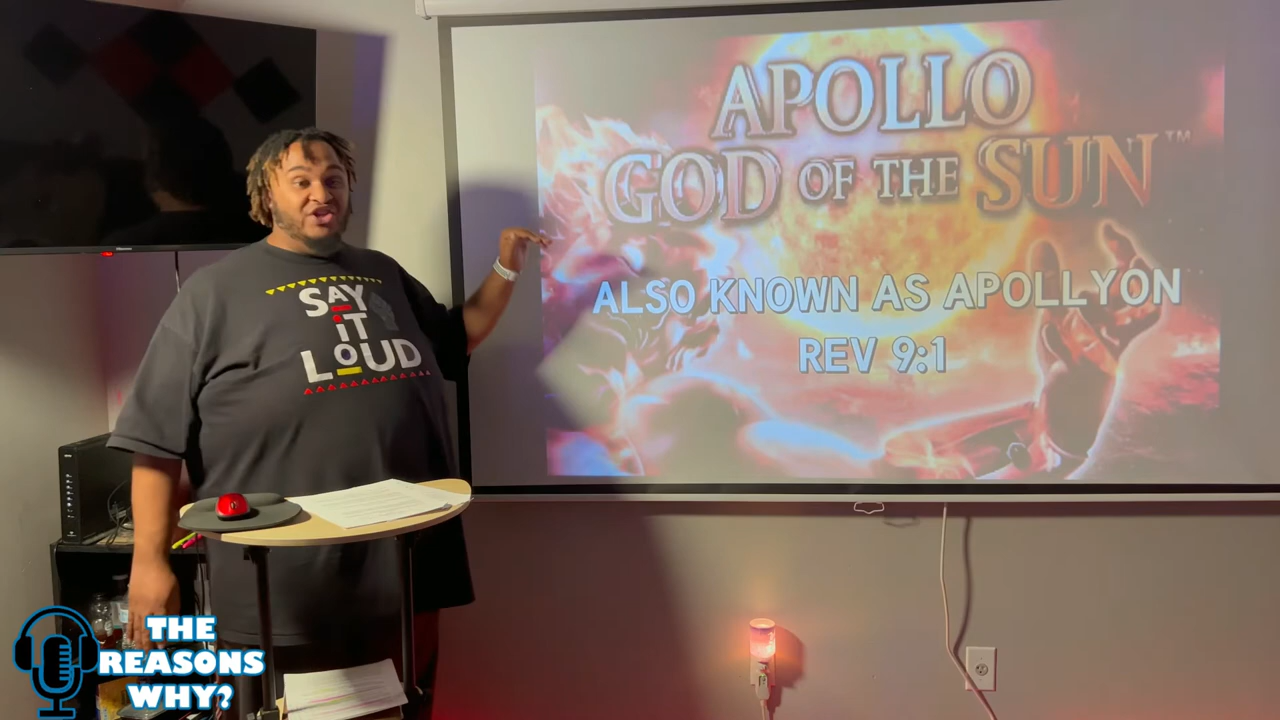 APOLLO
GOD OF THE SUN™
ALSO KNOWN AS APOLLYON
REV 9:1
SAY
iT
LOUD
THE
REASONS
WHY?